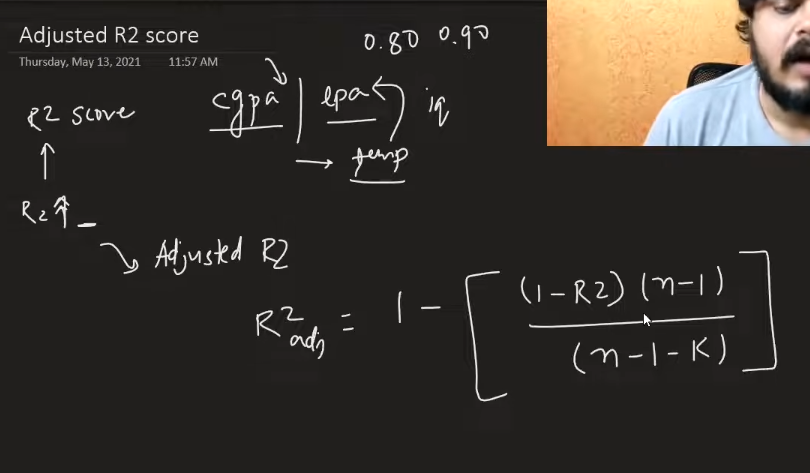 Adjusted R2 score
Thursday, May 13, 2021 11:57 AM
0.80 0.90
cgpa | lpa iq
→ temp
R2 score
↑
R2 ↑
Adjusted R2
R²adj = 1 - [ (1-R2) (n-1) / (n-1-K) ]